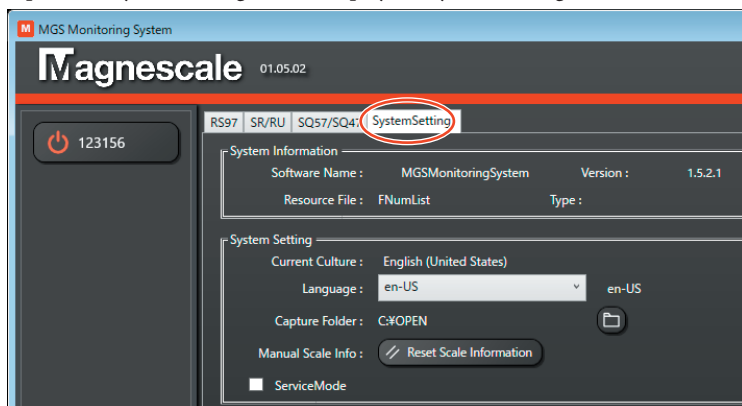 MGS Monitoring System
Magnescale 01.05.02
123156
RS97 SR/RU SQ57/SQ47 SystemSetting
System Information
Software Name : MGSMonitoringSystem Version : 1.5.2.1
Resource File : FNumList Type :
System Setting
Current Culture : English (United States)
Language : en-US en-US
Capture Folder : C:¥OPEN
Manual Scale Info : Reset Scale Information
ServiceMode